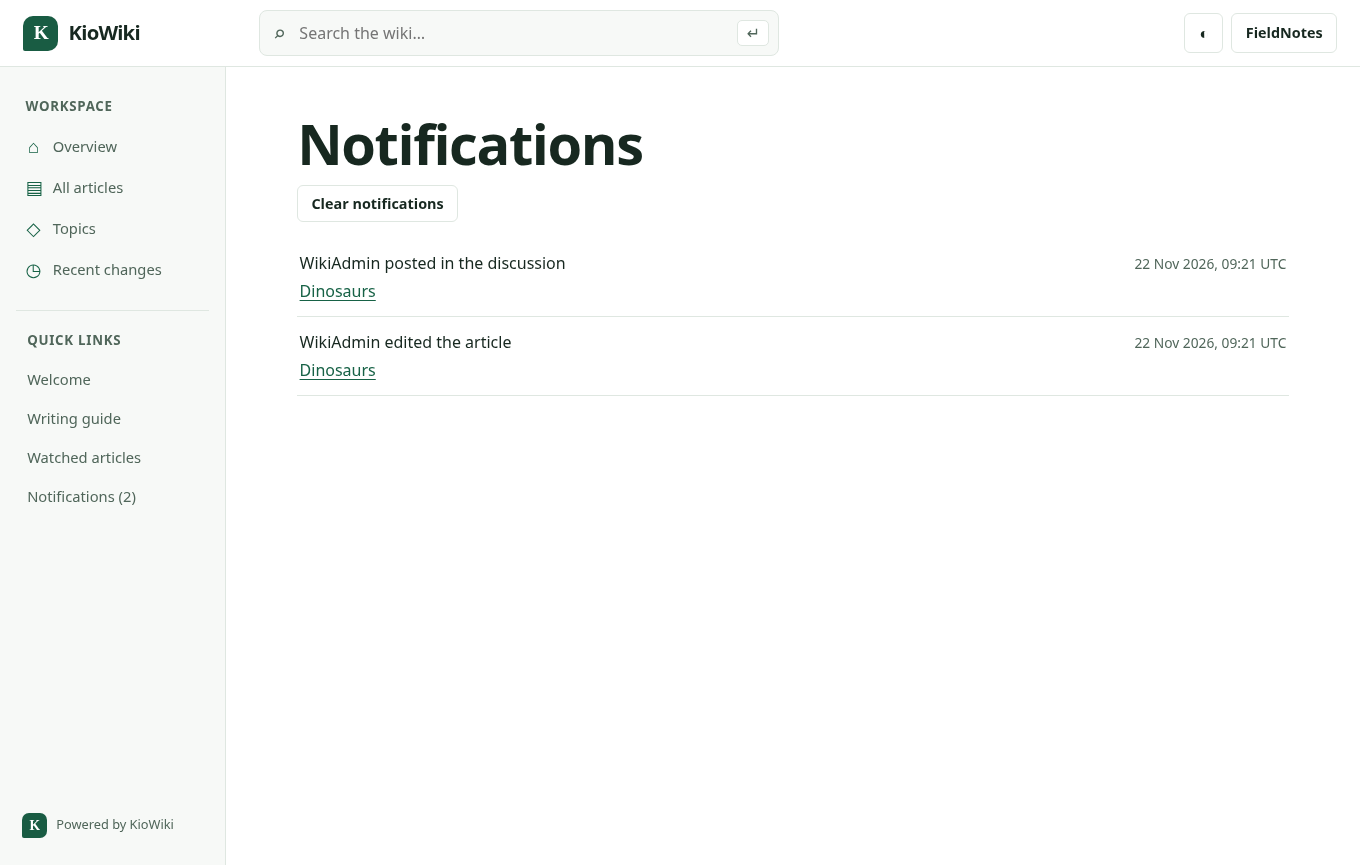 K KioWiki
Search the wiki...
FieldNotes
WORKSPACE
Overview
All articles
Topics
Recent changes
QUICK LINKS
Welcome
Writing guide
Watched articles
Notifications (2)
K Powered by KioWiki
Notifications
Clear notifications
WikiAdmin posted in the discussion 22 Nov 2026, 09:21 UTC
Dinosaurs
WikiAdmin edited the article 22 Nov 2026, 09:21 UTC
Dinosaurs